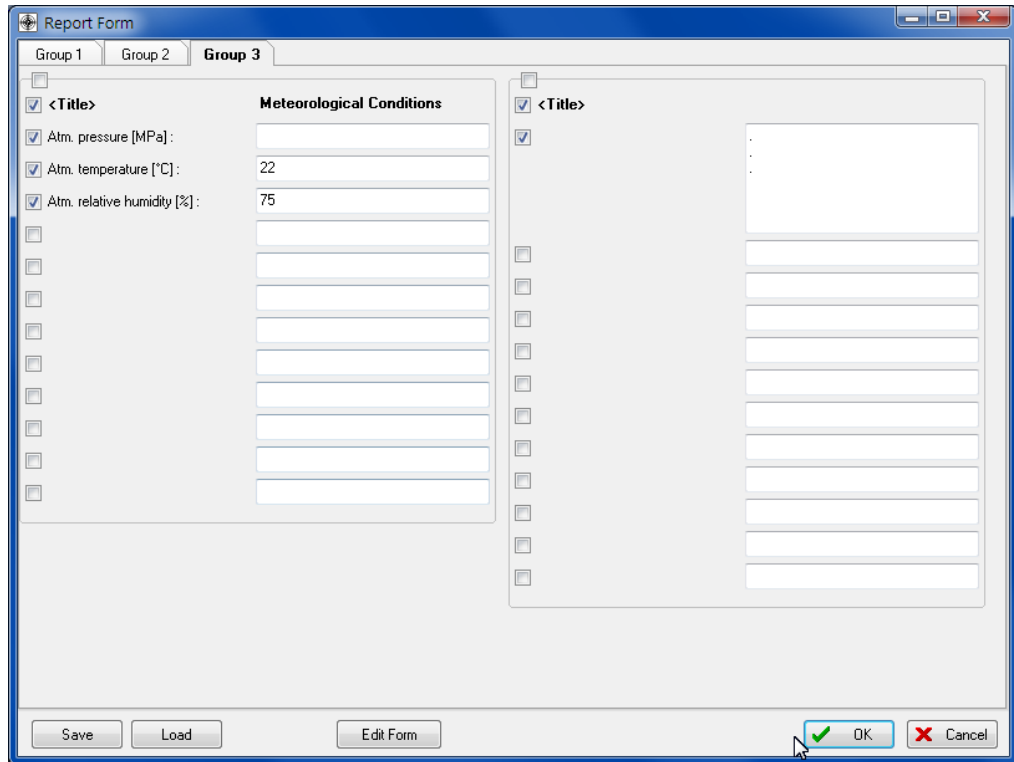 Report Form
Group 1 Group 2 Group 3
<Title> Meteorological Conditions
Atm. pressure [MPa] :
Atm. temperature [°C] : 22
Atm. relative humidity [%] : 75
<Title>
.
.
.
Save Load Edit Form OK Cancel